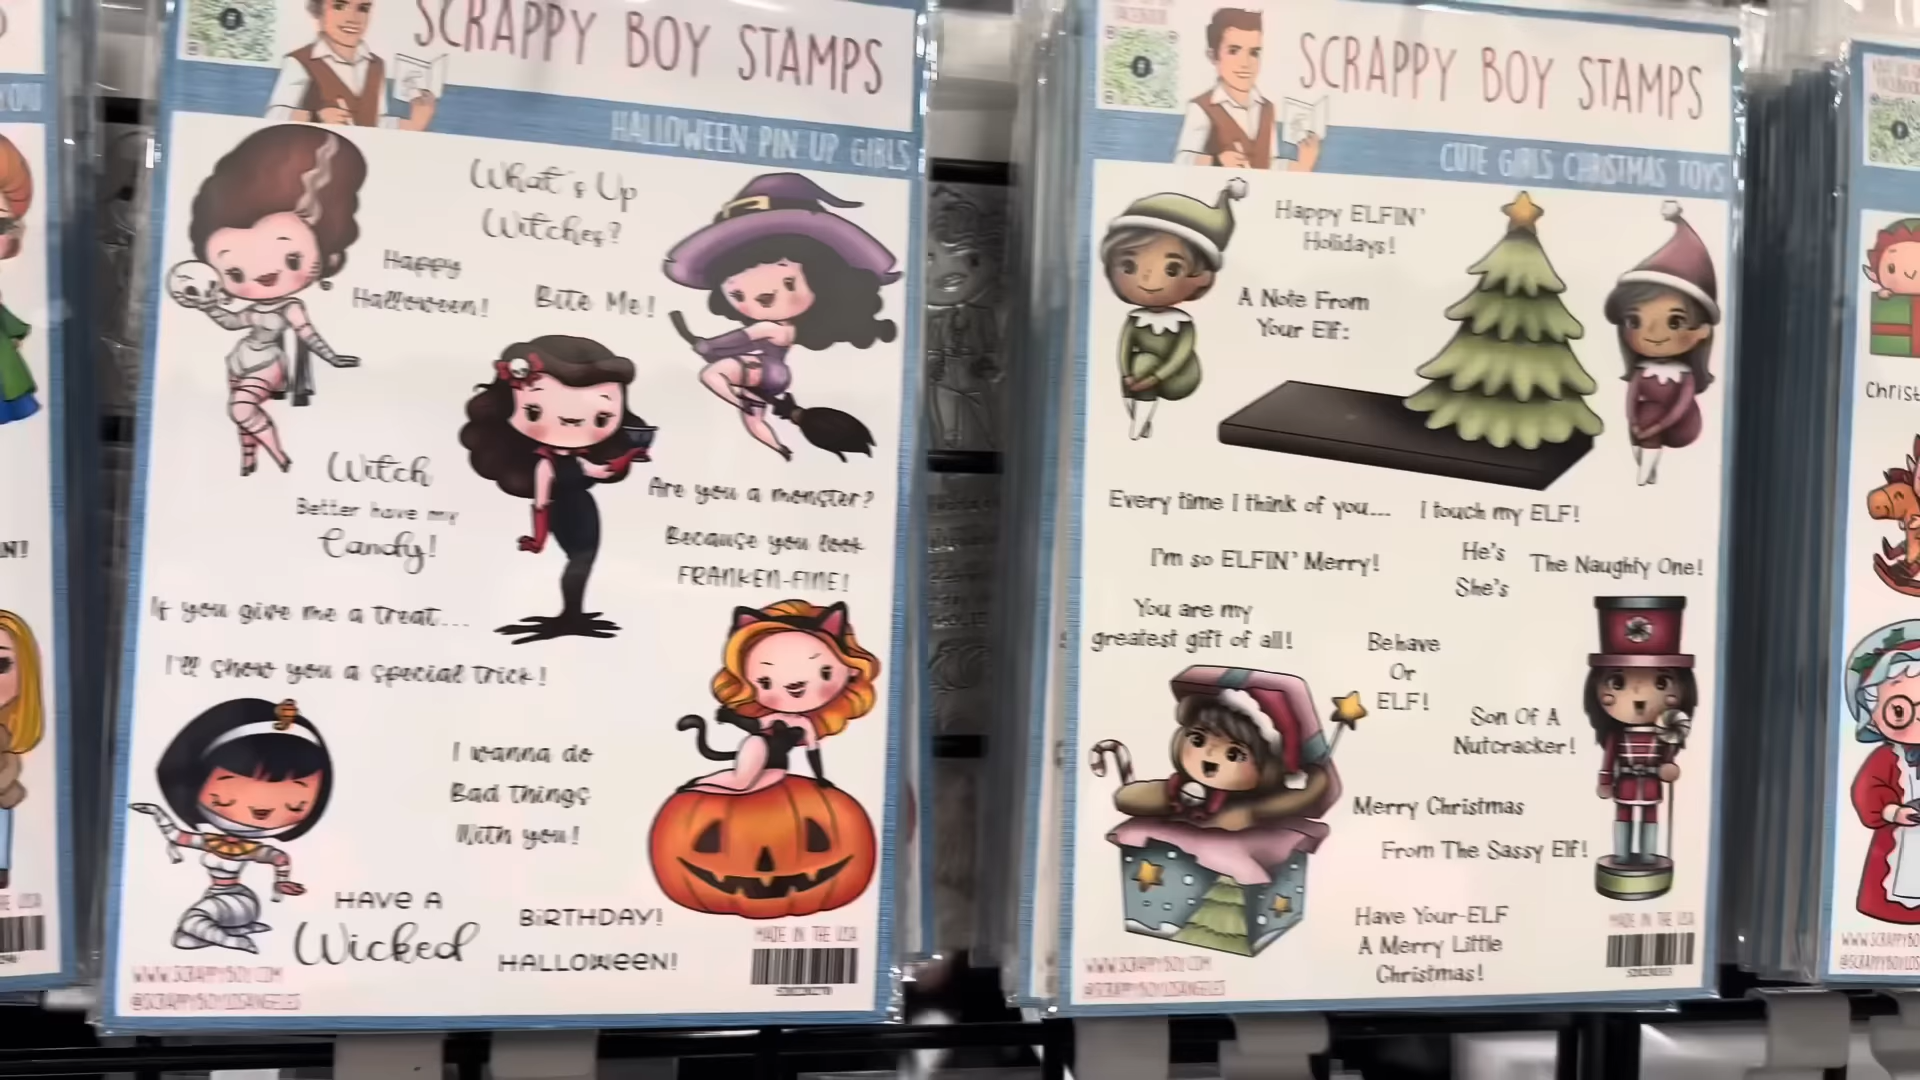 SCRAPPY BOY STAMPS
HALLOWEEN PIN UP GIRLS
What's Up
Witches?
Happy
Halloween!
Bite Me!
Witch
Better have my
Candy!
Are you a monster?
Because you look
FRANKEN-FINE!
If you give me a treat...
I'll show you a special trick!
I wanna do
Bad things
With you!
HAVE A
Wicked
BiRTHDAY!
HALLOWEEN!
MADE IN THE USA
WWW.SCRAPPYBOY.COM
@SCRAPPYBOYLOSANGELES
FACEBOOK
SCRAPPY BOY STAMPS
CUTE GIRLS CHRISTMAS TOYS
Happy ELFIN'
Holidays!
A Note From
Your Elf:
Every time I think of you...
I touch my ELF!
I'm so ELFIN' Merry!
He's
She's
The Naughty One!
You are my
greatest gift of all!
Behave
Or
ELF!
Son Of A
Nutcracker!
Merry Christmas
From The Sassy Elf!
Have Your-ELF
A Merry Little
Christmas!
MADE IN THE USA
WWW.SCRAPPYBOY.COM
@SCRAPPYBOYLOSANGELES